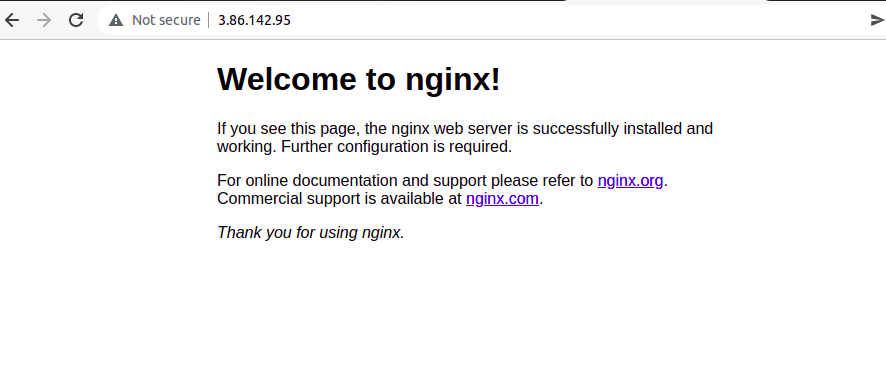 Not secure | 3.86.142.95
Welcome to nginx!
If you see this page, the nginx web server is successfully installed and
working. Further configuration is required.
For online documentation and support please refer to nginx.org.
Commercial support is available at nginx.com.
Thank you for using nginx.